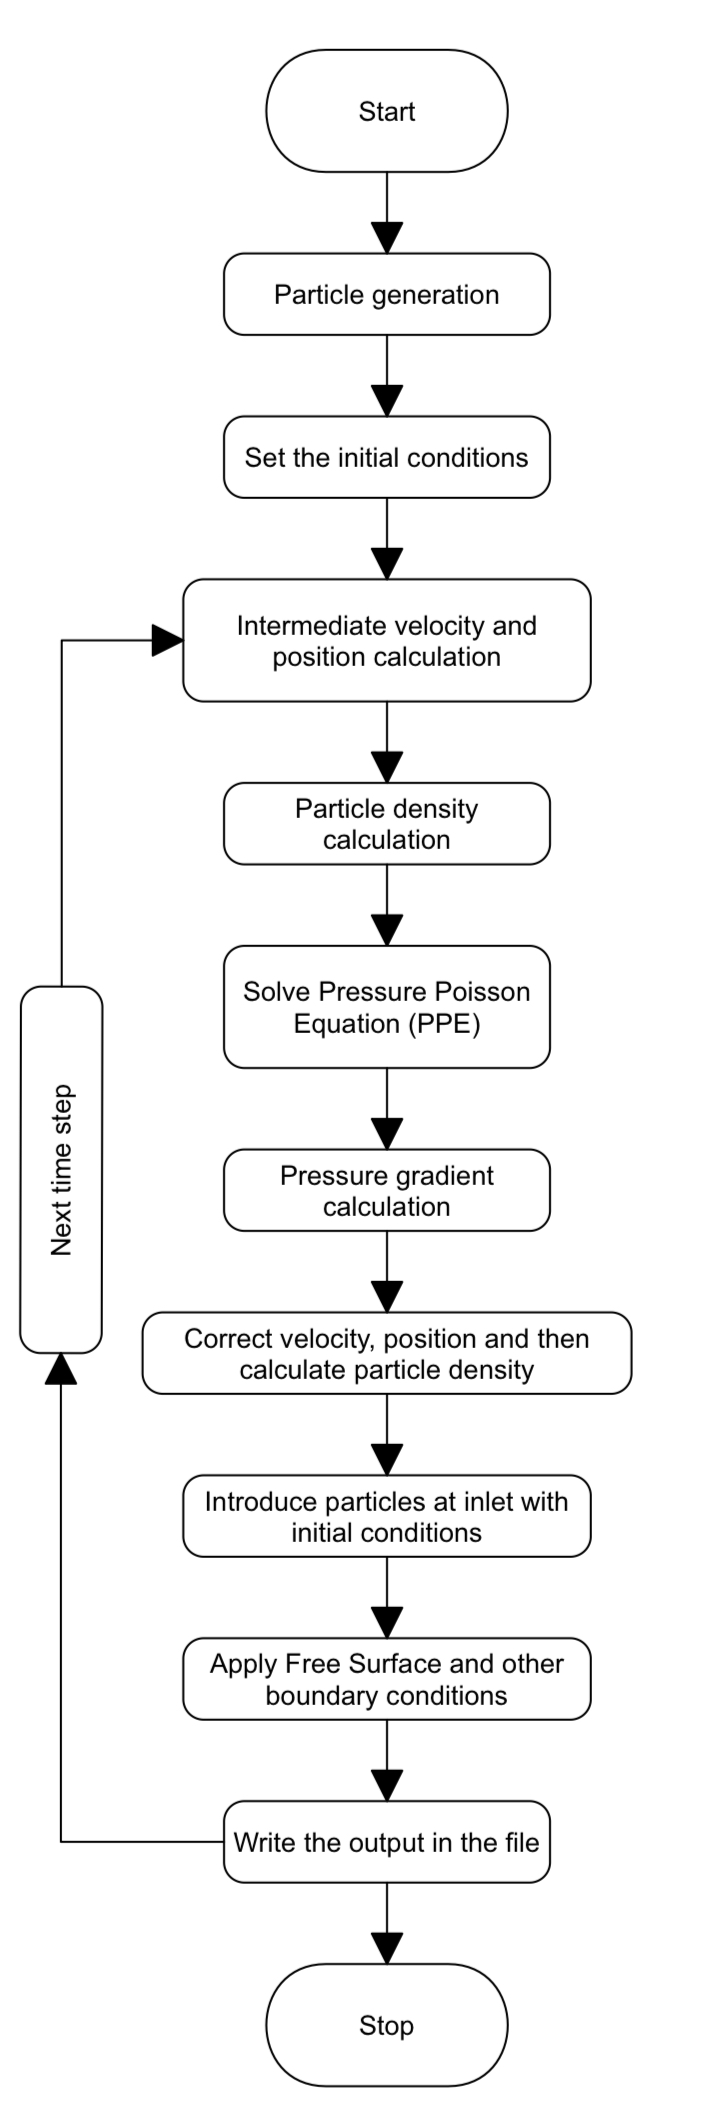 Start
Particle generation
Set the initial conditions
Intermediate velocity and
position calculation
Particle density
calculation
Solve Pressure Poisson
Equation (PPE)
Next time step
Pressure gradient
calculation
Correct velocity, position and then
calculate particle density
Introduce particles at inlet with
initial conditions
Apply Free Surface and other
boundary conditions
Write the output in the file
Stop